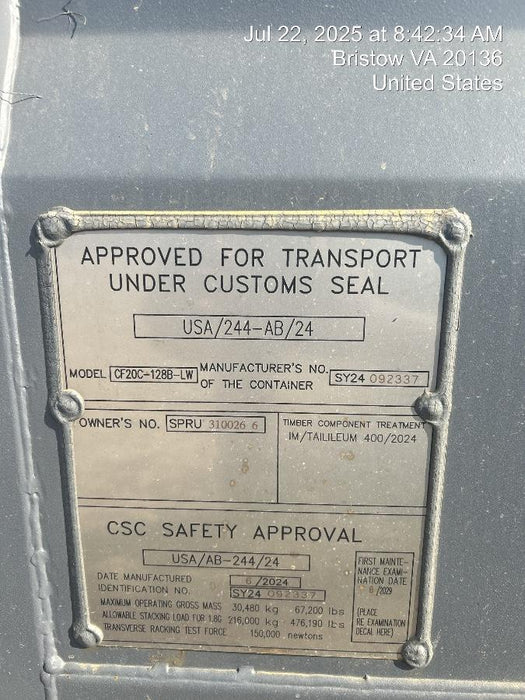 Jul 22, 2025 at 8:42:34 AM
Bristow VA 20136
United States
APPROVED FOR TRANSPORT
UNDER CUSTOMS SEAL
USA/244-AB/24
MODEL CF20C-128B-LW MANUFACTURER'S NO. OF THE CONTAINER SY24 092337
OWNER'S NO. SPRU 310026 6
TIMBER COMPONENT TREATMENT
IM/TAILILEUM 400/2024
CSC SAFETY APPROVAL
USA/AB-244/24
DATE MANUFACTURED 6/2024
IDENTIFICATION NO. SY24 092337
MAXIMUM OPERATING GROSS MASS 30,480 kg 67,200 lbs
ALLOWABLE STACKING LOAD FOR 1.8G 216,000 kg 476,190 lbs
TRANSVERSE RACKING TEST FORCE 150,000 newtons
FIRST MAINTE-
NANCE EXAMI-
NATION DATE
6/2029
(PLACE
RE EXAMINATION
DECAL HERE)